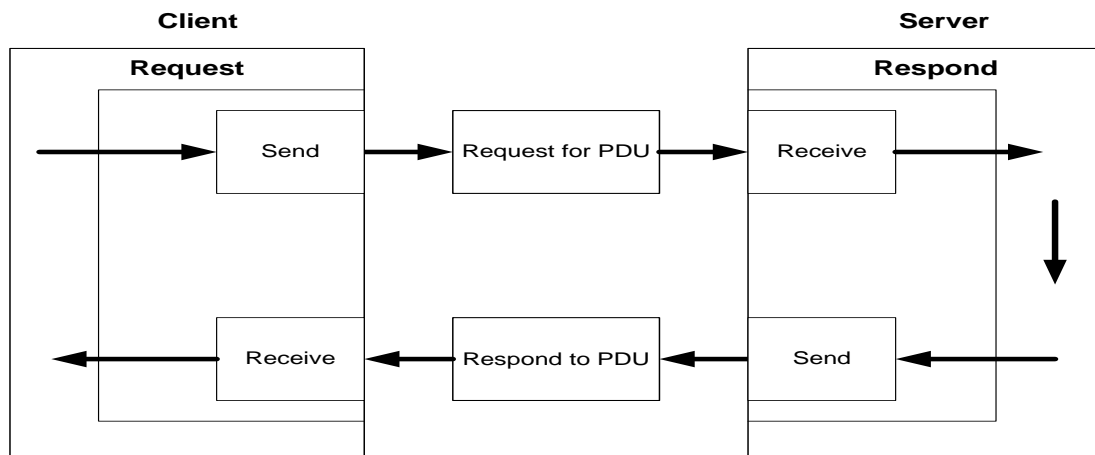 Client
Server
Request
Respond
Send
Request for PDU
Receive
Receive
Respond to PDU
Send